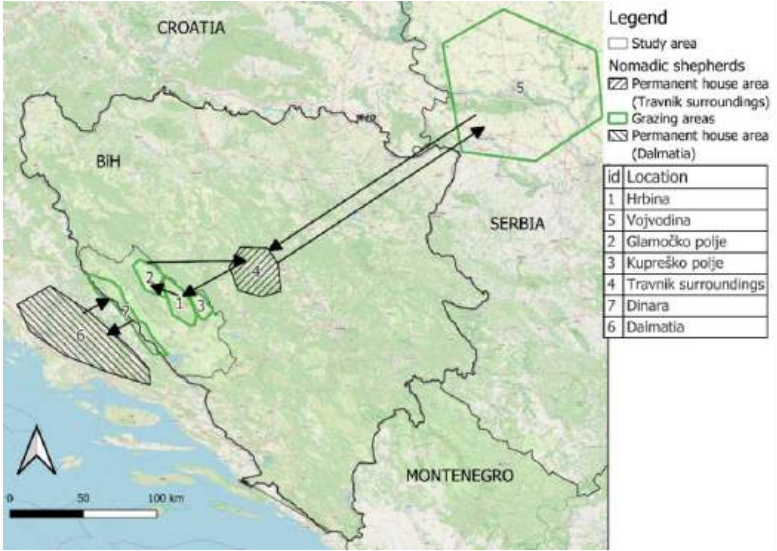 CROATIA
BiH
SERBIA
MONTENEGRO
5
4
2
1
3
7
6
0 50 100 km
Legend
Study area
Nomadic shepherds
Permanent house area
(Travnik surroundings)
Grazing areas
Permanent house area
(Dalmatia)
id Location
1 Hrbina
5 Vojvodina
2 Glamočko polje
3 Kupreško polje
4 Travnik surroundings
7 Dinara
6 Dalmatia